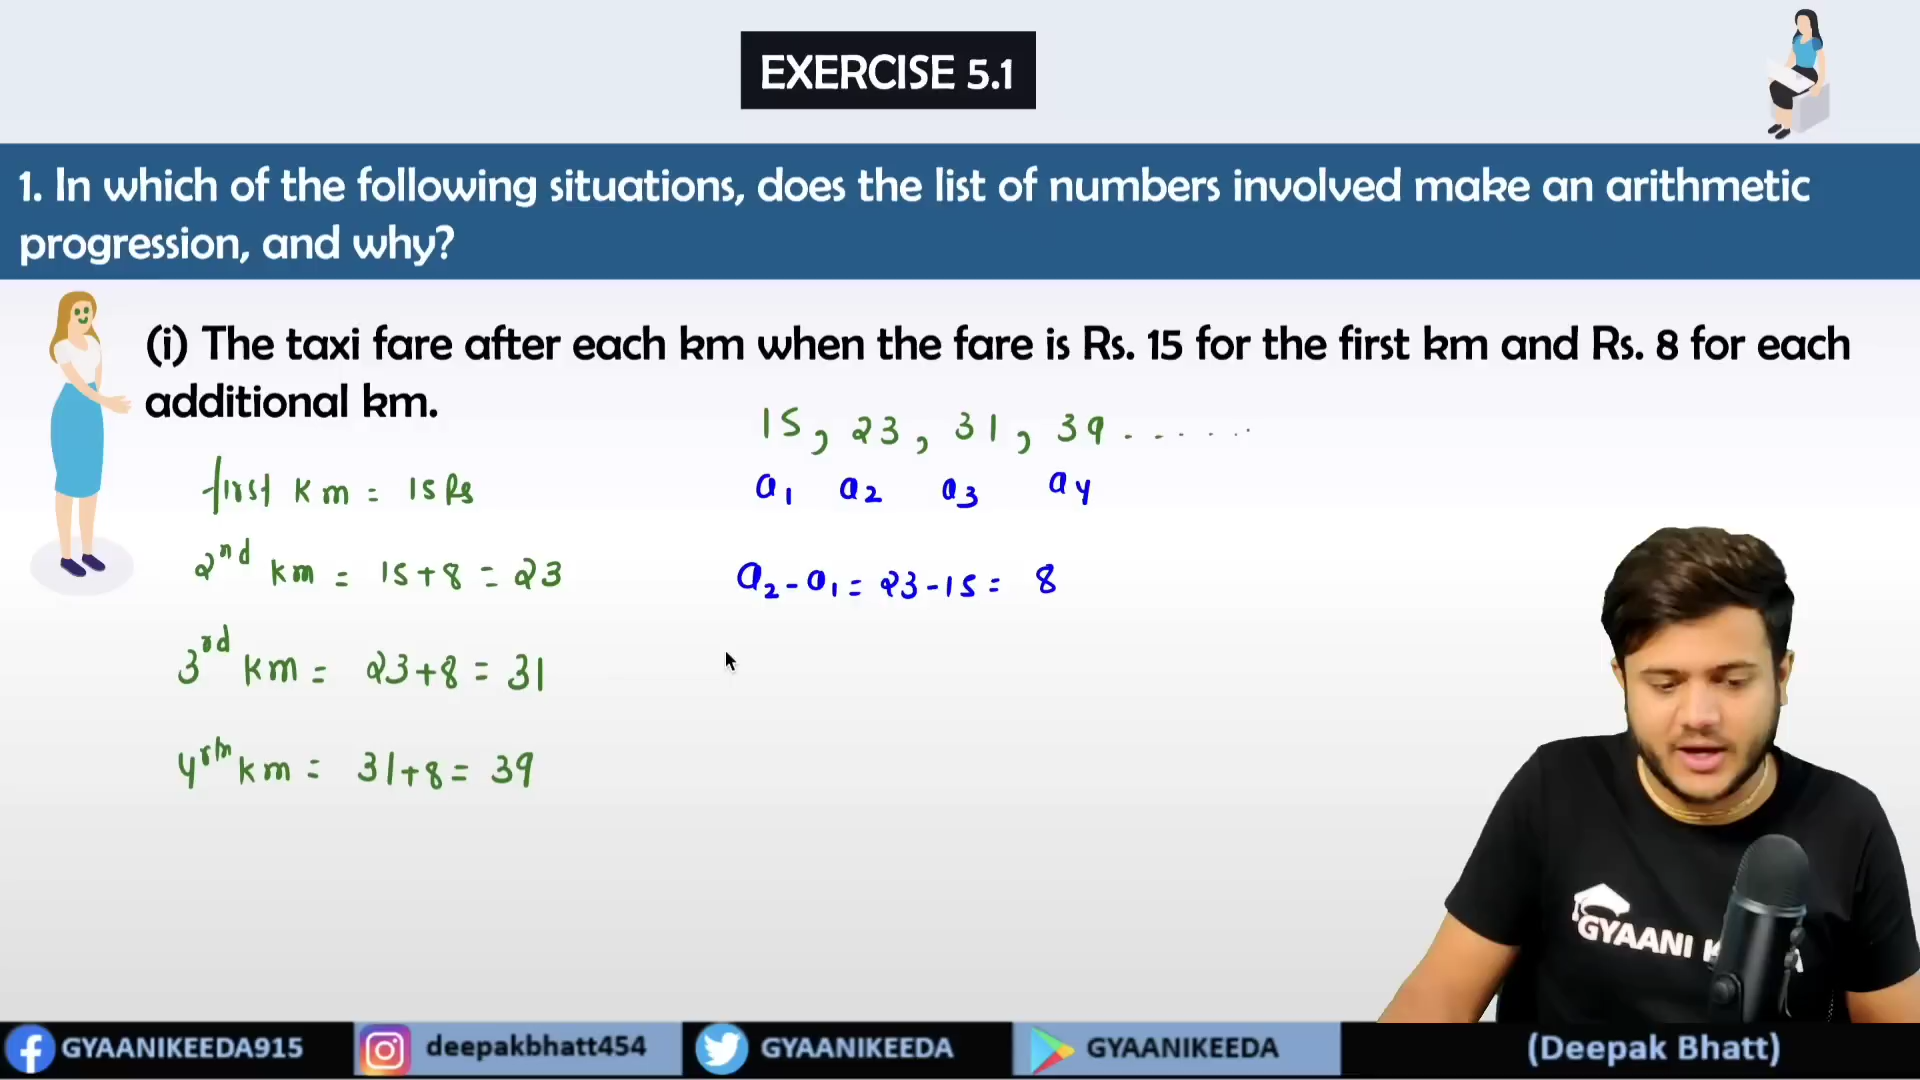 EXERCISE 5.1
1. In which of the following situations, does the list of numbers involved make an arithmetic
progression, and why?
(i) The taxi fare after each km when the fare is Rs. 15 for the first km and Rs. 8 for each
additional km.
15, 23, 31, 39 . . . . . .
a1 a2 a3 a4
first km = 15 Rs
2nd km = 15+8 = 23
a2 - a1 = 23 - 15 = 8
3rd km = 23+8 = 31
km = 31+8 = 39
GYAANI
GYAANIKEEDA915
deepakbhatt454
GYAANIKEEDA
GYAANIKEEDA
(Deepak Bhatt)